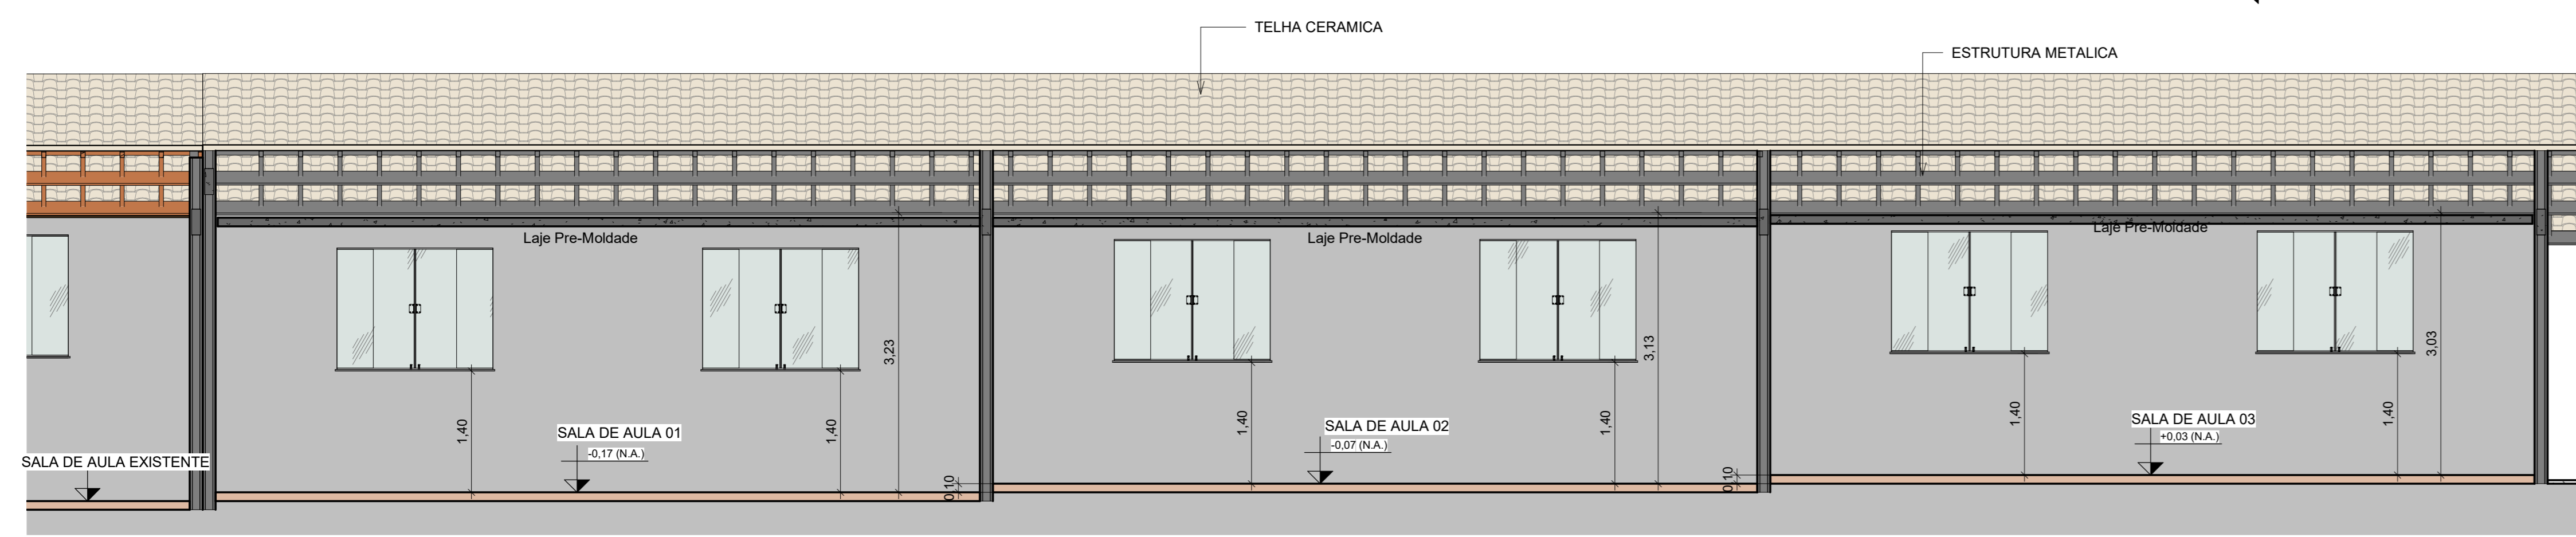 TELHA CERAMICA
ESTRUTURA METALICA
Laje Pre-Moldade
Laje Pre-Moldade
Laje Pre-Moldade
3,23
3,13
3,03
1,40
1,40
1,40
1,40
1,40
1,40
SALA DE AULA EXISTENTE
SALA DE AULA 01
-0,17 (N.A.)
SALA DE AULA 02
-0,07 (N.A.)
SALA DE AULA 03
+0,03 (N.A.)
0,10
0,10